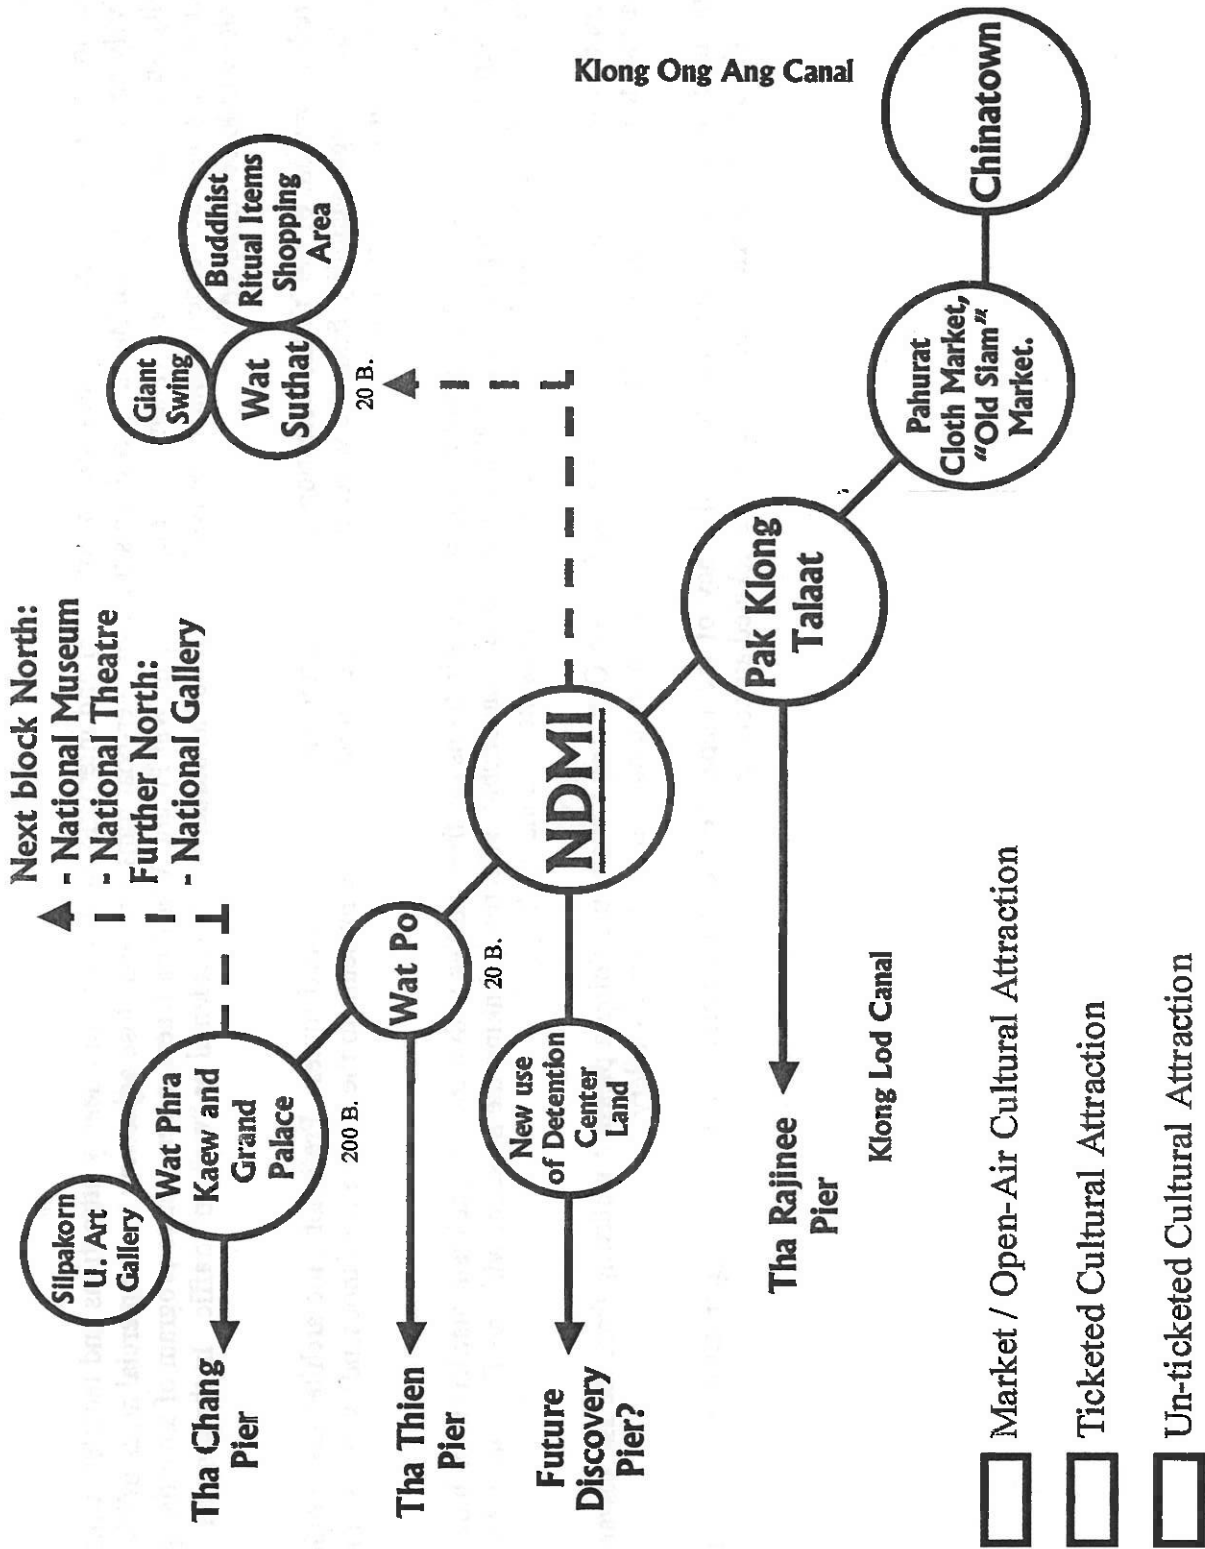 Next block North:
- National Museum
- National Theatre
Further North:
- National Gallery
Silpakorn
U. Art
Gallery
Wat Phra
Kaew and
Grand
Palace
200 B.
Tha Chang
Pier
Giant
Swing
Wat
Suthat
20 B.
Buddhist
Ritual Items
Shopping
Area
Wat Po
20 B.
Tha Thien
Pier
NDMI
New use
of Detention
Center
Land
Future
Discovery
Pier?
Klong Ong Ang Canal
Pak Klong
Talaat
Tha Rajinee
Pier
Klong Lod Canal
Pahurat
Cloth Market,
"Old Siam"
Market.
Chinatown
Market / Open-Air Cultural Attraction
Ticketed Cultural Attraction
Un-ticketed Cultural Attraction